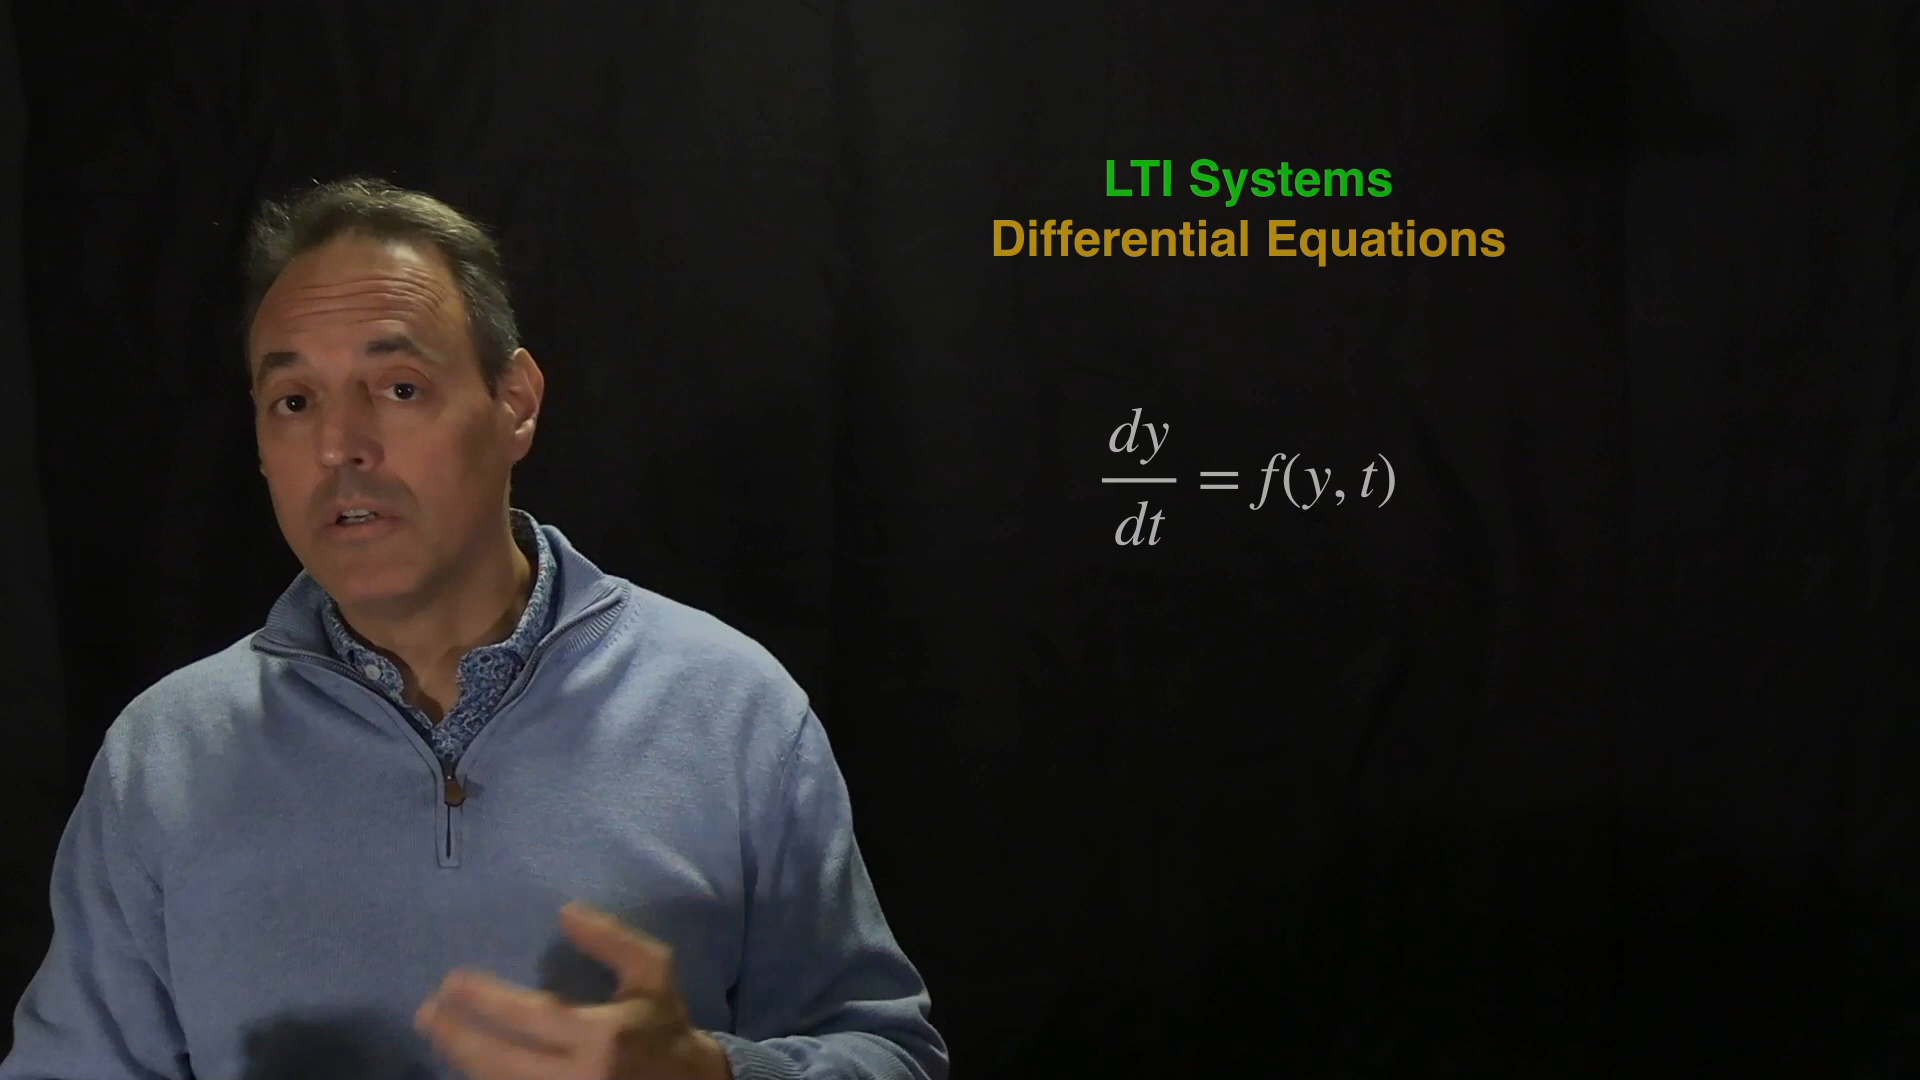 LTI Systems
Differential Equations
dy/dt = f(y, t)